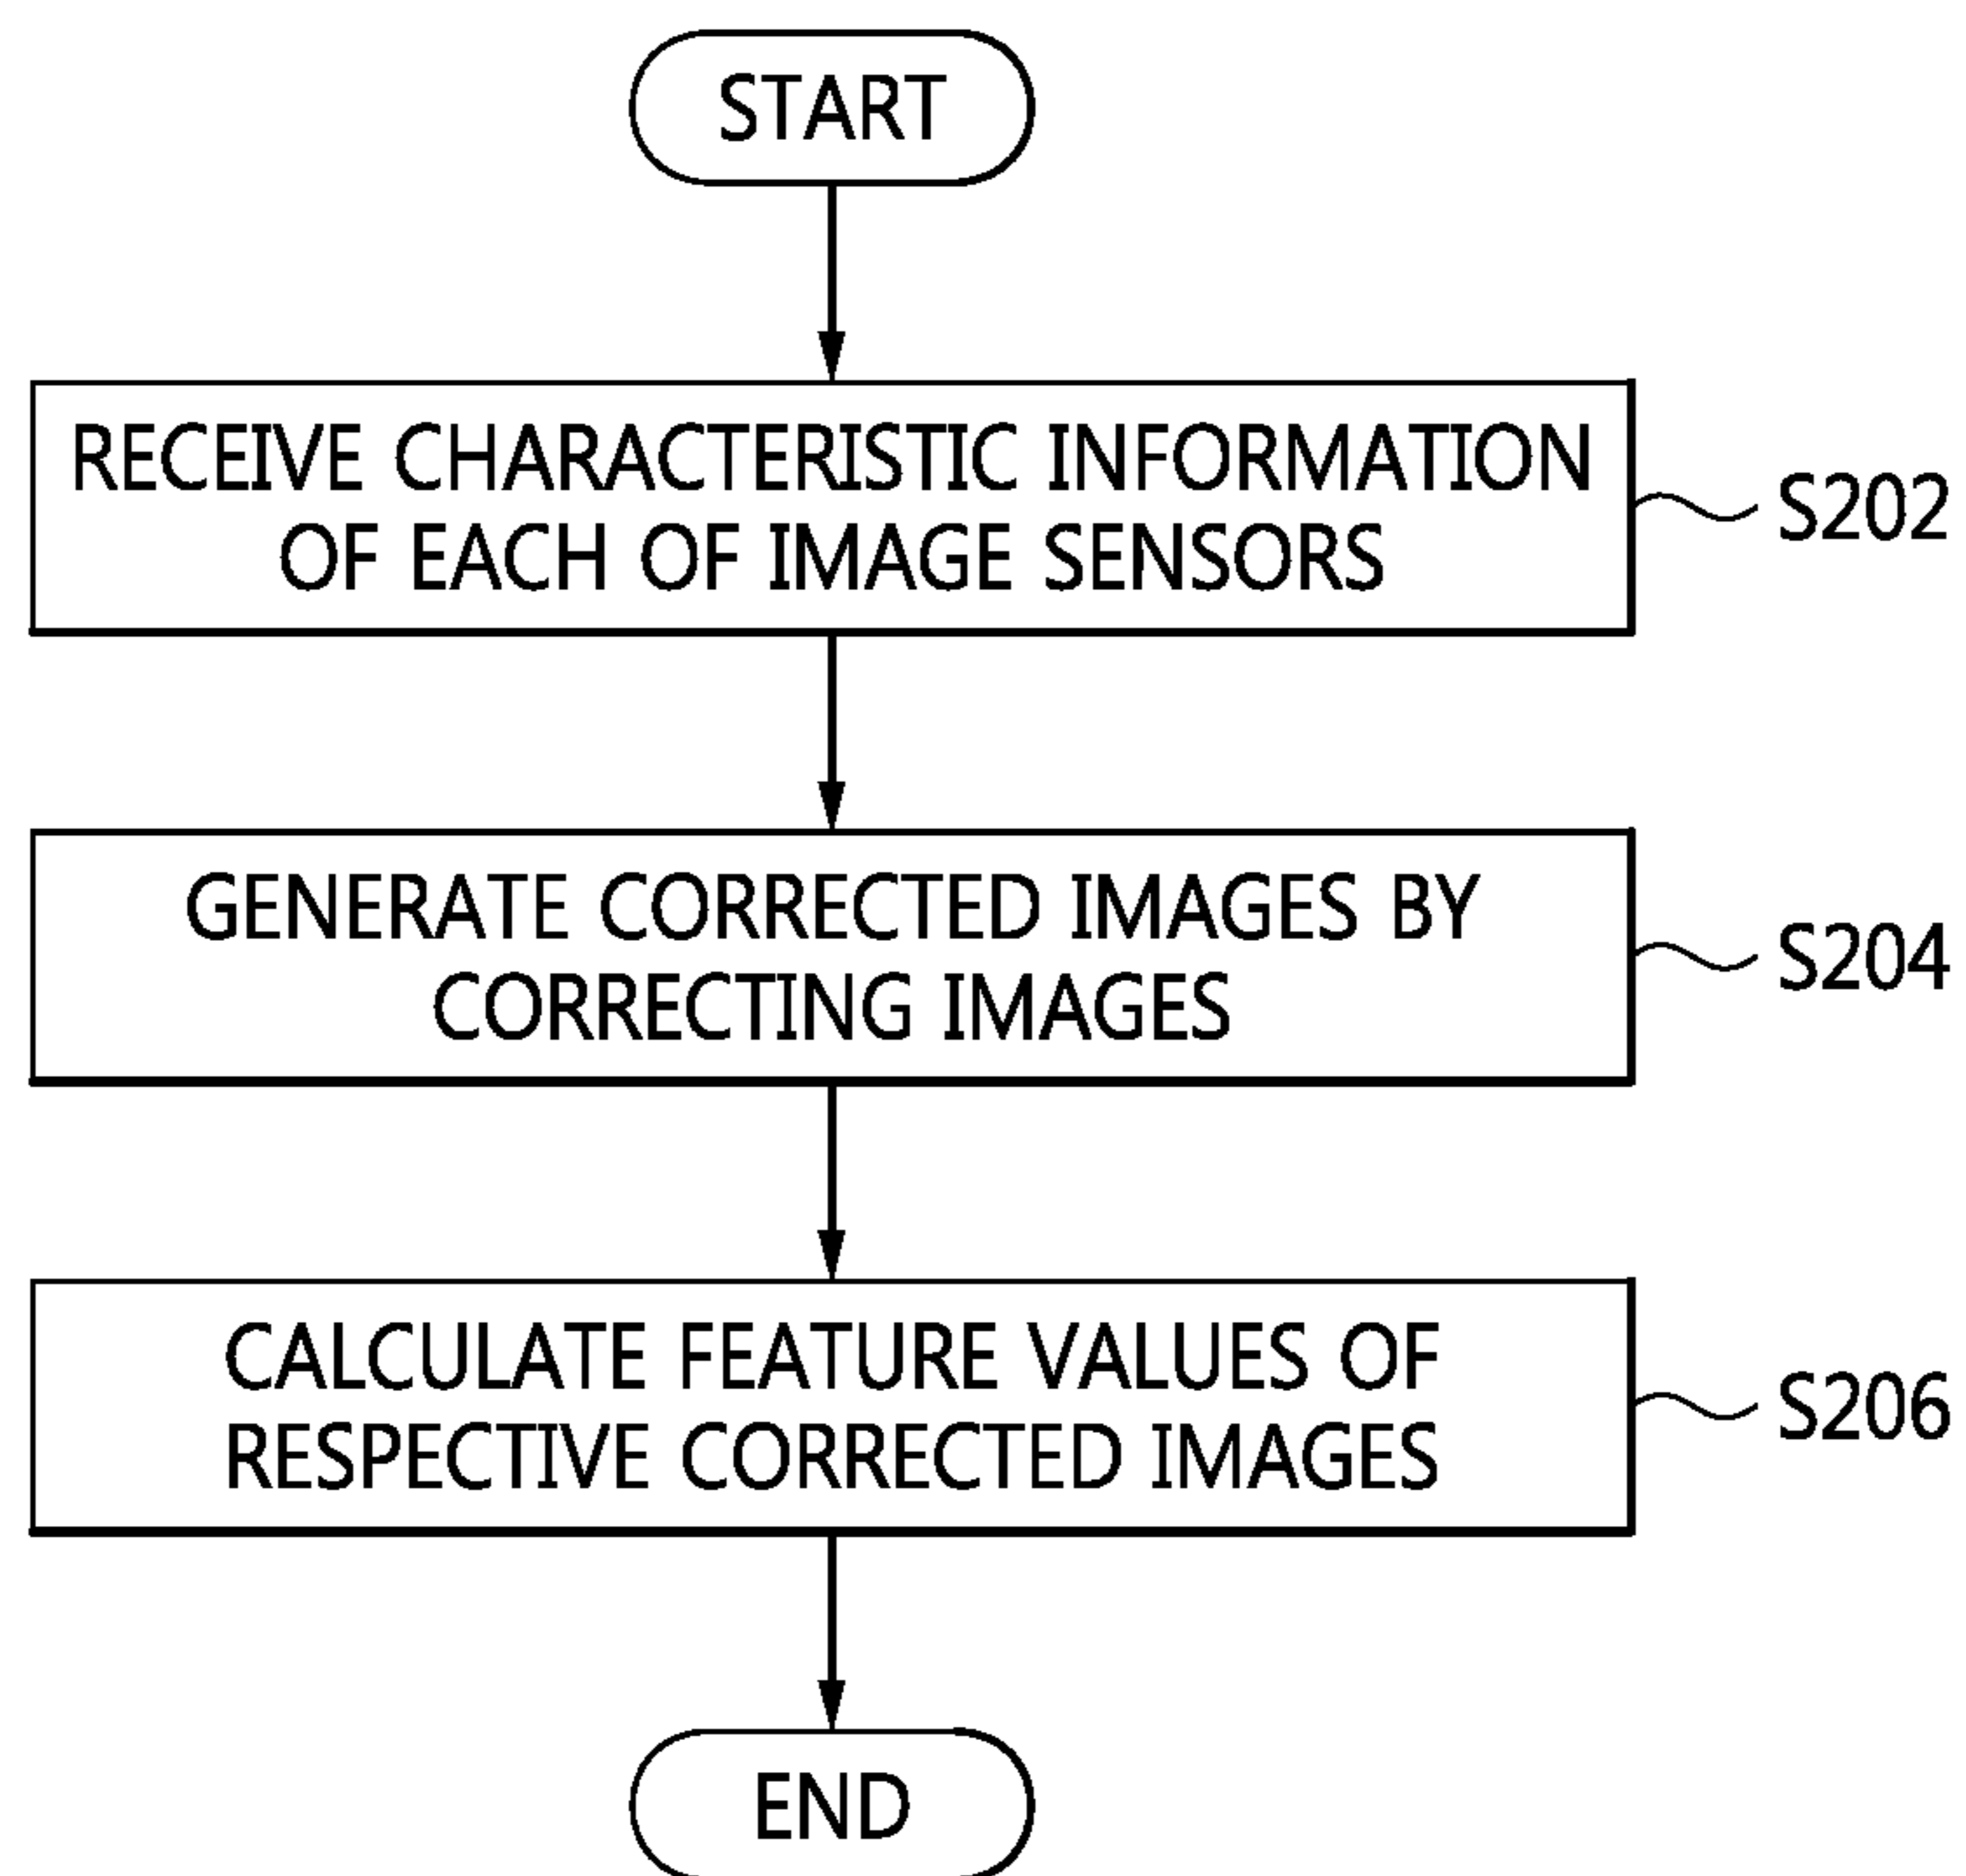 START
RECEIVE CHARACTERISTIC INFORMATION
OF EACH OF IMAGE SENSORS
S202
GENERATE CORRECTED IMAGES BY
CORRECTING IMAGES
S204
CALCULATE FEATURE VALUES OF
RESPECTIVE CORRECTED IMAGES
S206
END